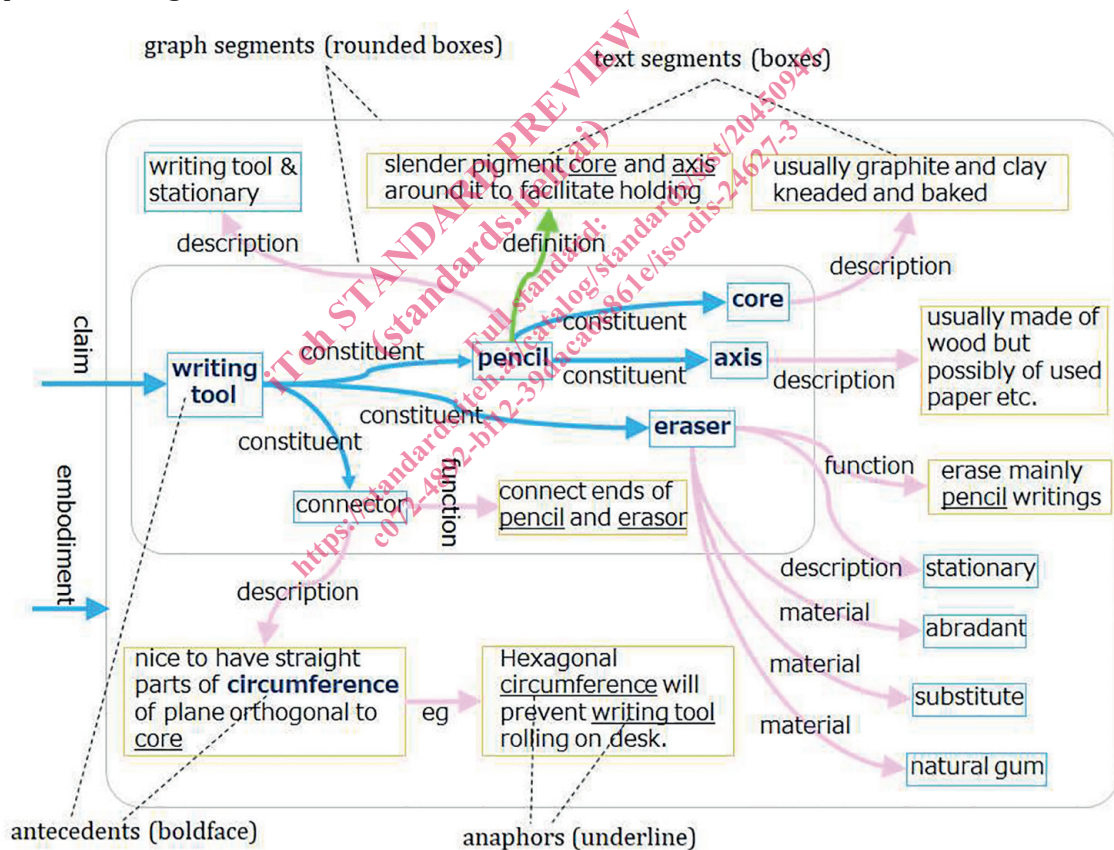 graph segments (rounded boxes)
text segments (boxes)
writing tool &
stationary
slender pigment core and axis
around it to facilitate holding
usually graphite and clay
kneaded and baked
description
definition
description
claim
writing
tool
constituent
pencil
constituent
core
constituent
axis
description
usually made of
wood but
possibly of used
paper etc.
constituent
eraser
constituent
connector
function
connect ends of
pencil and erasor
function
erase mainly
pencil writings
embodiment
description
description
stationary
material
abradant
material
substitute
material
natural gum
nice to have straight
parts of circumference
of plane orthogonal to
core
eg
Hexagonal
circumference will
prevent writing tool
rolling on desk.
antecedents (boldface)
anaphors (underline)
iTeh STANDARD PREVIEW
(standards.iteh.ai)
Full standard: